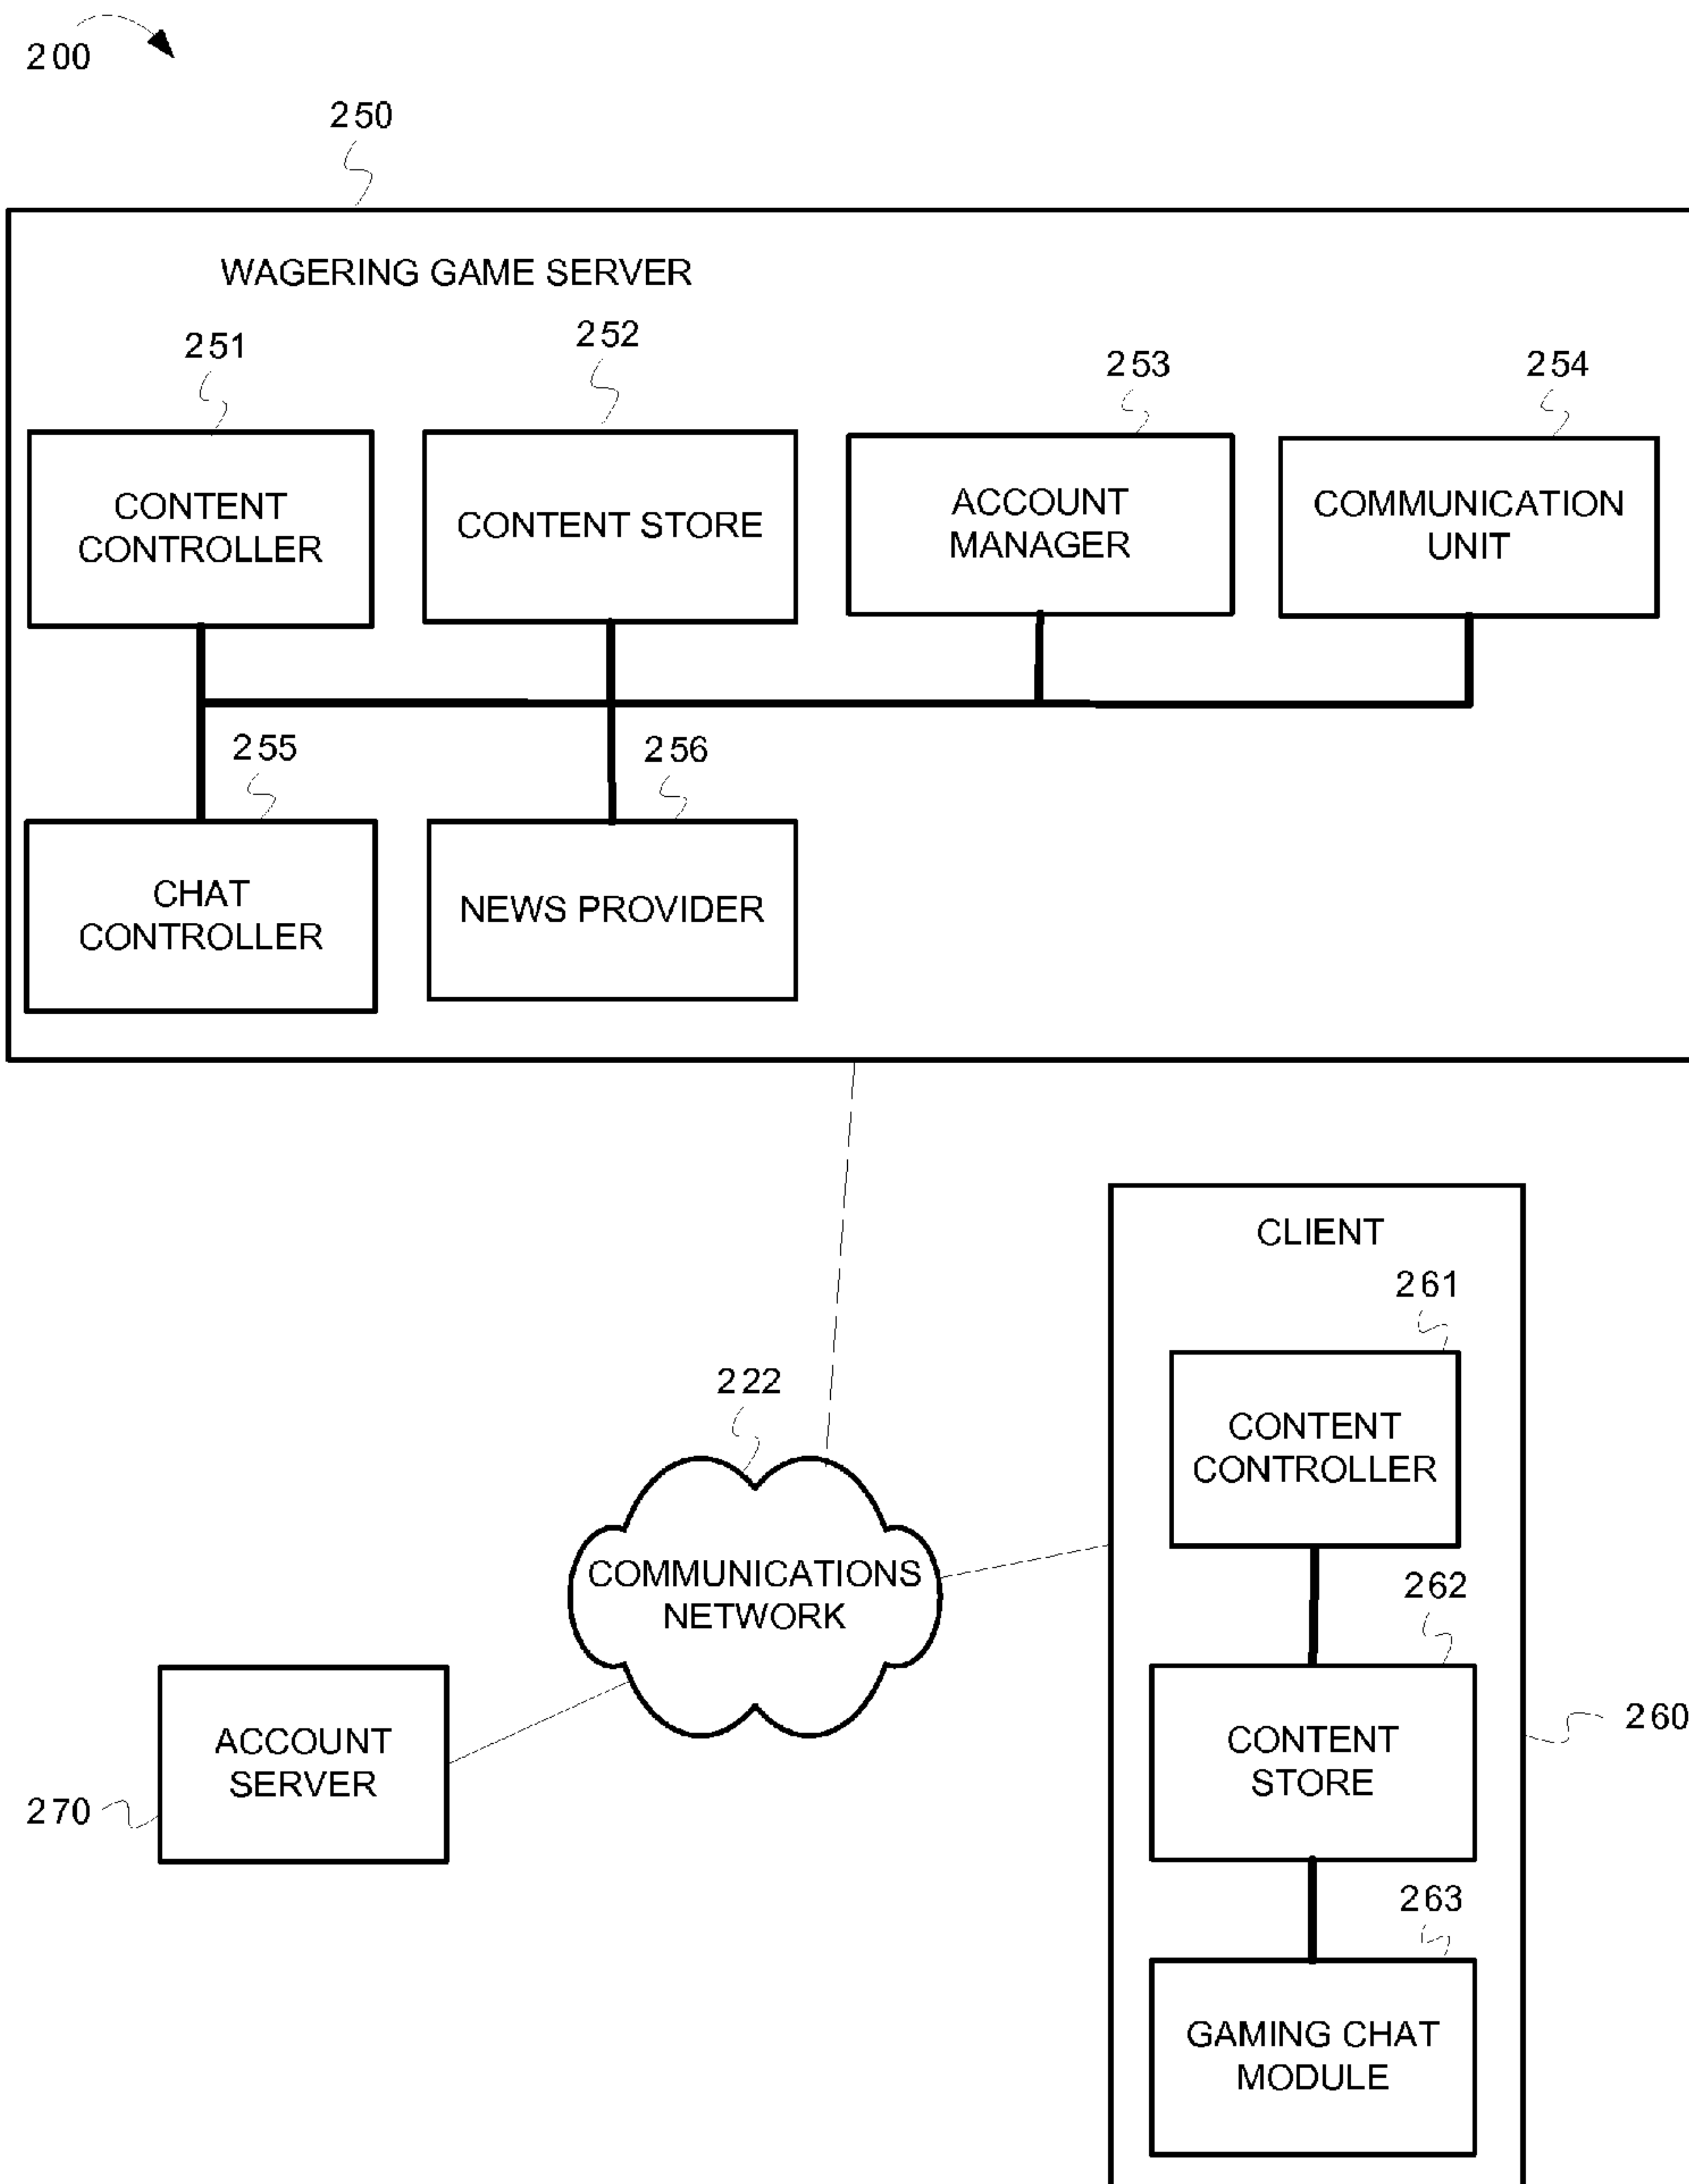 200
250
WAGERING GAME SERVER
251
252
253
254
CONTENT
CONTROLLER
CONTENT STORE
ACCOUNT
MANAGER
COMMUNICATION
UNIT
255
256
CHAT
CONTROLLER
NEWS PROVIDER
CLIENT
261
CONTENT
CONTROLLER
222
COMMUNICATIONS
NETWORK
262
CONTENT
STORE
260
ACCOUNT
SERVER
270
263
GAMING CHAT
MODULE